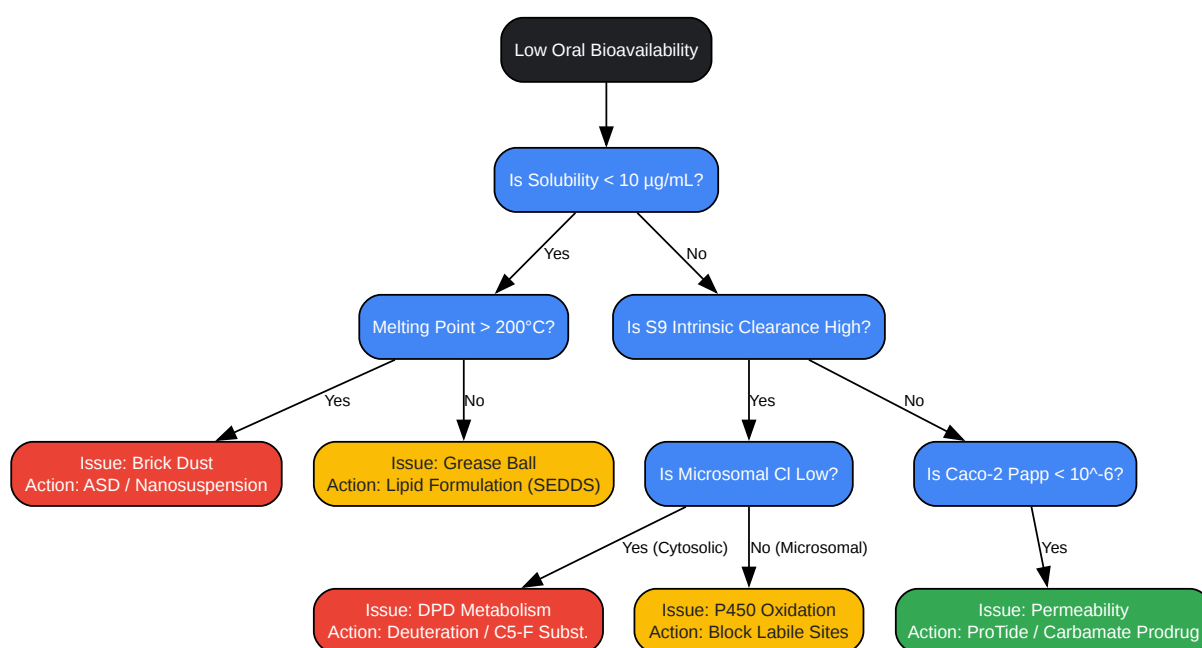 Low Oral Bioavailability
Is Solubility < 10 µg/mL?
Yes
No
Melting Point > 200°C?
Is S9 Intrinsic Clearance High?
Yes
No
Yes
No
Issue: Brick Dust
Action: ASD / Nanosuspension
Issue: Grease Ball
Action: Lipid Formulation (SEDDS)
Is Microsomal Cl Low?
Is Caco-2 Papp < 10^-6?
Yes (Cytosolic)
No (Microsomal)
Yes
Issue: DPD Metabolism
Action: Deuteration / C5-F Subst.
Issue: P450 Oxidation
Action: Block Labile Sites
Issue: Permeability
Action: ProTide / Carbamate Prodrug